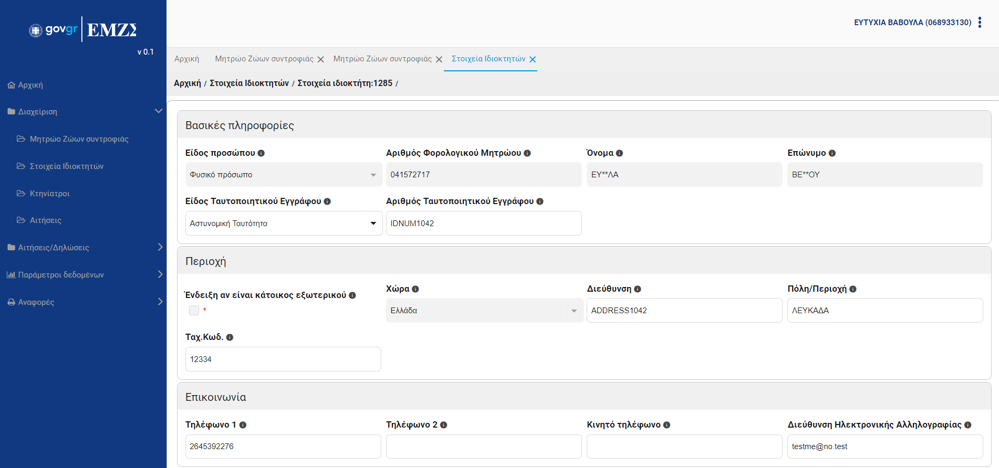 govgr ΕΜΖΣ
v 0.1
ΕΥΤΥΧΙΑ ΒΑΒΟΥΛΑ (068933130)
Αρχική Μητρώο Ζώων συντροφιάς Μητρώο Ζώων συντροφιάς Στοιχεία Ιδιοκτητών
Αρχική / Στοιχεία Ιδιοκτητών / Στοιχεία ιδιοκτήτη:1285 /
Αρχική
Διαχείριση
Μητρώο Ζώων συντροφιάς
Στοιχεία Ιδιοκτητών
Κτηνίατροι
Αιτήσεις
Αιτήσεις/Δηλώσεις
Παράμετροι δεδομένων
Αναφορές
Βασικές πληροφορίες
Είδος προσώπου Αριθμός Φορολογικού Μητρώου Όνομα Επώνυμο
Φυσικό πρόσωπο 041572717 ΕΥ**ΛΑ ΒΕ**ΟΥ
Είδος Ταυτοποιητικού Εγγράφου Αριθμός Ταυτοποιητικού Εγγράφου
Αστυνομική Ταυτότητα IDNUM1042
Περιοχή
Ένδειξη αν είναι κάτοικος εξωτερικού Χώρα Διεύθυνση Πόλη/Περιοχή
* Ελλάδα ADDRESS1042 ΛΕΥΚΑΔΑ
Ταχ.Κωδ.
12334
Επικοινωνία
Τηλέφωνο 1 Τηλέφωνο 2 Κινητό τηλέφωνο Διεύθυνση Ηλεκτρονικής Αλληλογραφίας
2645392276 testme@no.test